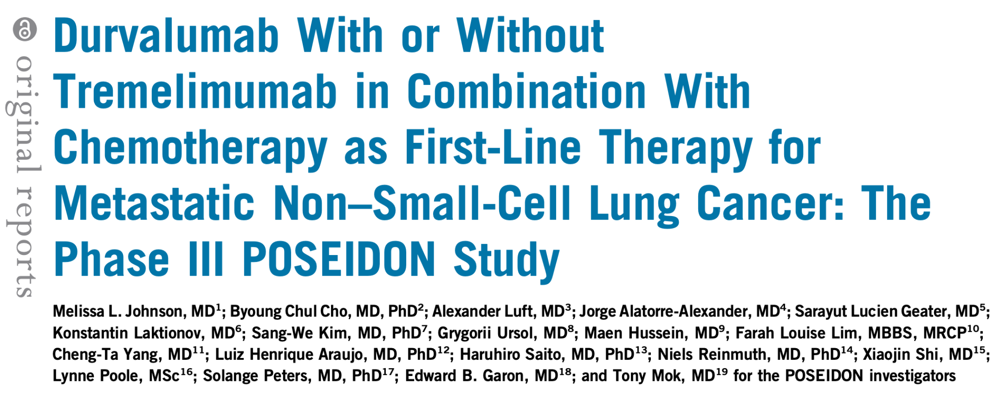 original reports
Durvalumab With or Without
Tremelimumab in Combination With
Chemotherapy as First-Line Therapy for
Metastatic Non–Small-Cell Lung Cancer: The
Phase III POSEIDON Study
Melissa L. Johnson, MD¹; Byoung Chul Cho, MD, PhD²; Alexander Luft, MD³; Jorge Alatorre-Alexander, MD⁴; Sarayut Lucien Geater, MD⁵;
Konstantin Laktionov, MD⁶; Sang-We Kim, MD, PhD⁷; Grygorii Ursol, MD⁸; Maen Hussein, MD⁹; Farah Louise Lim, MBBS, MRCP¹⁰;
Cheng-Ta Yang, MD¹¹; Luiz Henrique Araujo, MD, PhD¹²; Haruhiro Saito, MD, PhD¹³; Niels Reinmuth, MD, PhD¹⁴; Xiaojin Shi, MD¹⁵;
Lynne Poole, MSc¹⁶; Solange Peters, MD, PhD¹⁷; Edward B. Garon, MD¹⁸; and Tony Mok, MD¹⁹ for the POSEIDON investigators